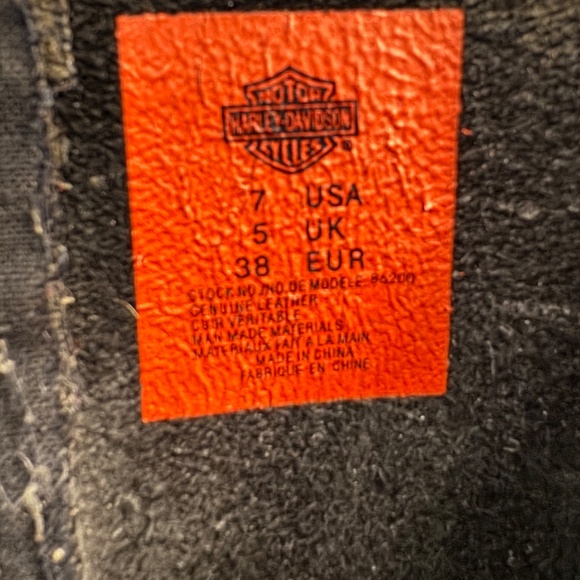 MOTOR
HARLEY-DAVIDSON
CYCLES
®
7 USA
5 UK
38 EUR
STOCK NO./NO. DE MODELE
GENUINE LEATHER
CUIR VERITABLE
MAN MADE MATERIALS
MATERIAUX FAIT A LA MAIN
MADE IN CHINA
FABRIQUE EN CHINE